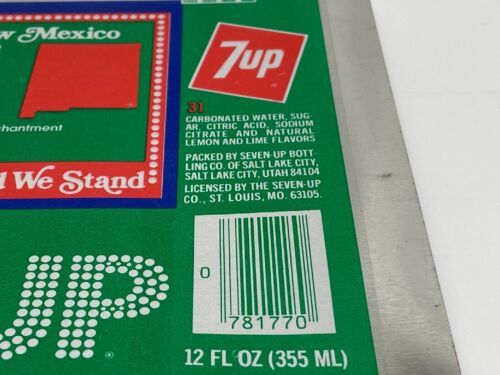 w Mexico
chantment
d We Stand
7up
®
31
CARBONATED WATER, SUG-
AR, CITRIC ACID, SODIUM
CITRATE AND NATURAL
LEMON AND LIME FLAVORS
PACKED BY SEVEN-UP BOTT-
LING CO. OF SALT LAKE CITY,
SALT LAKE CITY, UTAH 84104
LICENSED BY THE SEVEN-UP
CO., ST. LOUIS, MO. 63105.
UP
®
0
781770
12 FL OZ (355 ML)